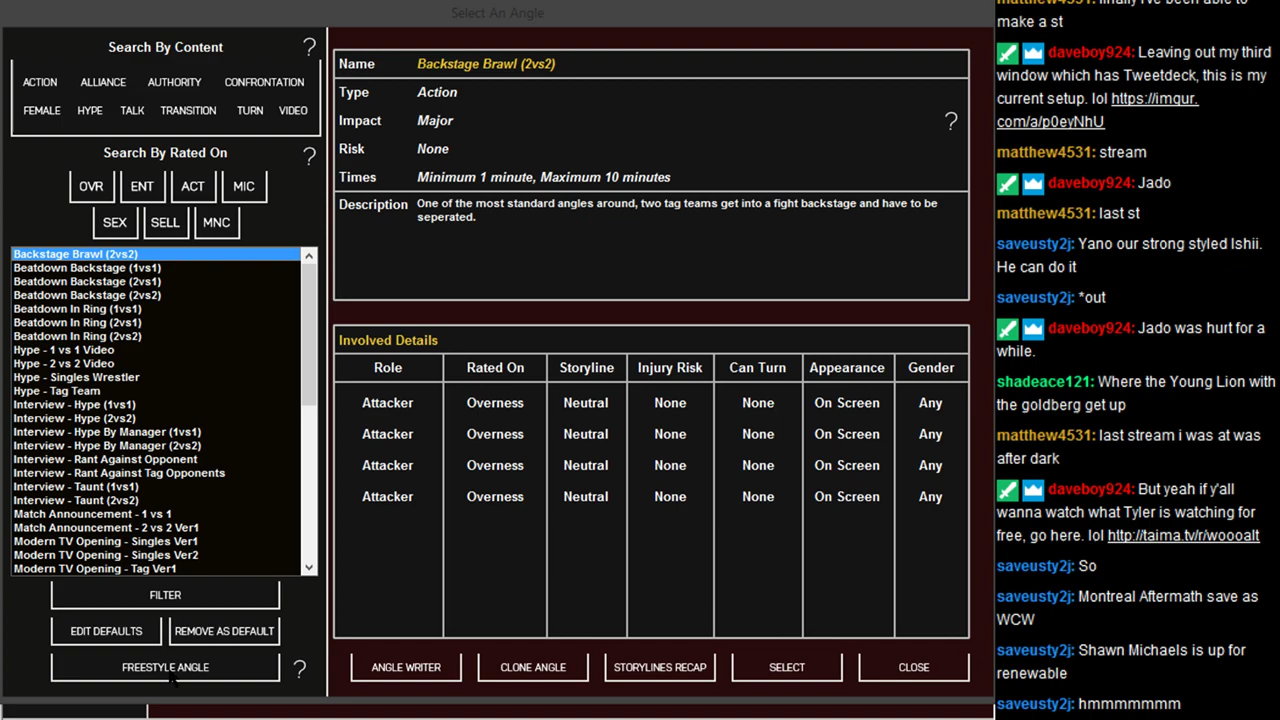 Select An Angle
Search By Content
?
ACTION ALLIANCE AUTHORITY CONFRONTATION
FEMALE HYPE TALK TRANSITION TURN VIDEO
Search By Rated On
?
OVR ENT ACT MIC
SEX SELL MNC
Backstage Brawl (2vs2)
Beatdown Backstage (1vs1)
Beatdown Backstage (2vs1)
Beatdown Backstage (2vs2)
Beatdown In Ring (1vs1)
Beatdown In Ring (2vs1)
Beatdown In Ring (2vs2)
Hype - 1 vs 1 Video
Hype - 2 vs 2 Video
Hype - Singles Wrestler
Hype - Tag Team
Interview - Hype (1vs1)
Interview - Hype (2vs2)
Interview - Hype By Manager (1vs1)
Interview - Hype By Manager (2vs2)
Interview - Rant Against Opponent
Interview - Rant Against Tag Opponents
Interview - Taunt (1vs1)
Interview - Taunt (2vs2)
Match Announcement - 1 vs 1
Match Announcement - 2 vs 2 Ver1
Modern TV Opening - Singles Ver1
Modern TV Opening - Singles Ver2
Modern TV Opening - Tag Ver1
FILTER
EDIT DEFAULTS REMOVE AS DEFAULT
FREESTYLE ANGLE ?
Name Backstage Brawl (2vs2)
Type Action
Impact Major
?
Risk None
Times Minimum 1 minute, Maximum 10 minutes
Description One of the most standard angles around, two tag teams get into a fight backstage and have to be
seperated.
Involved Details
Role Rated On Storyline Injury Risk Can Turn Appearance Gender
Attacker Overness Neutral None None On Screen Any
Attacker Overness Neutral None None On Screen Any
Attacker Overness Neutral None None On Screen Any
Attacker Overness Neutral None None On Screen Any
ANGLE WRITER CLONE ANGLE STORYLINES RECAP SELECT CLOSE
matthew4531: finally i've been able to
make a st
daveboy924: Leaving out my third
window which has Tweetdeck, this is my
current setup. lol https://imgur.
com/a/p0eyNhU
matthew4531: stream
daveboy924: Jado
matthew4531: last st
saveusty2j: Yano our strong styled Ishii.
He can do it
saveusty2j: *out
daveboy924: Jado was hurt for a
while.
shadeace121: Where the Young Lion with
the goldberg get up
matthew4531: last stream i was at was
after dark
daveboy924: But yeah if y'all
wanna watch what Tyler is watching for
free, go here. lol http://taima.tv/r/woooalt
saveusty2j: So
saveusty2j: Montreal Aftermath save as
WCW
saveusty2j: Shawn Michaels is up for
renewable
saveusty2j: hmmmmmmm